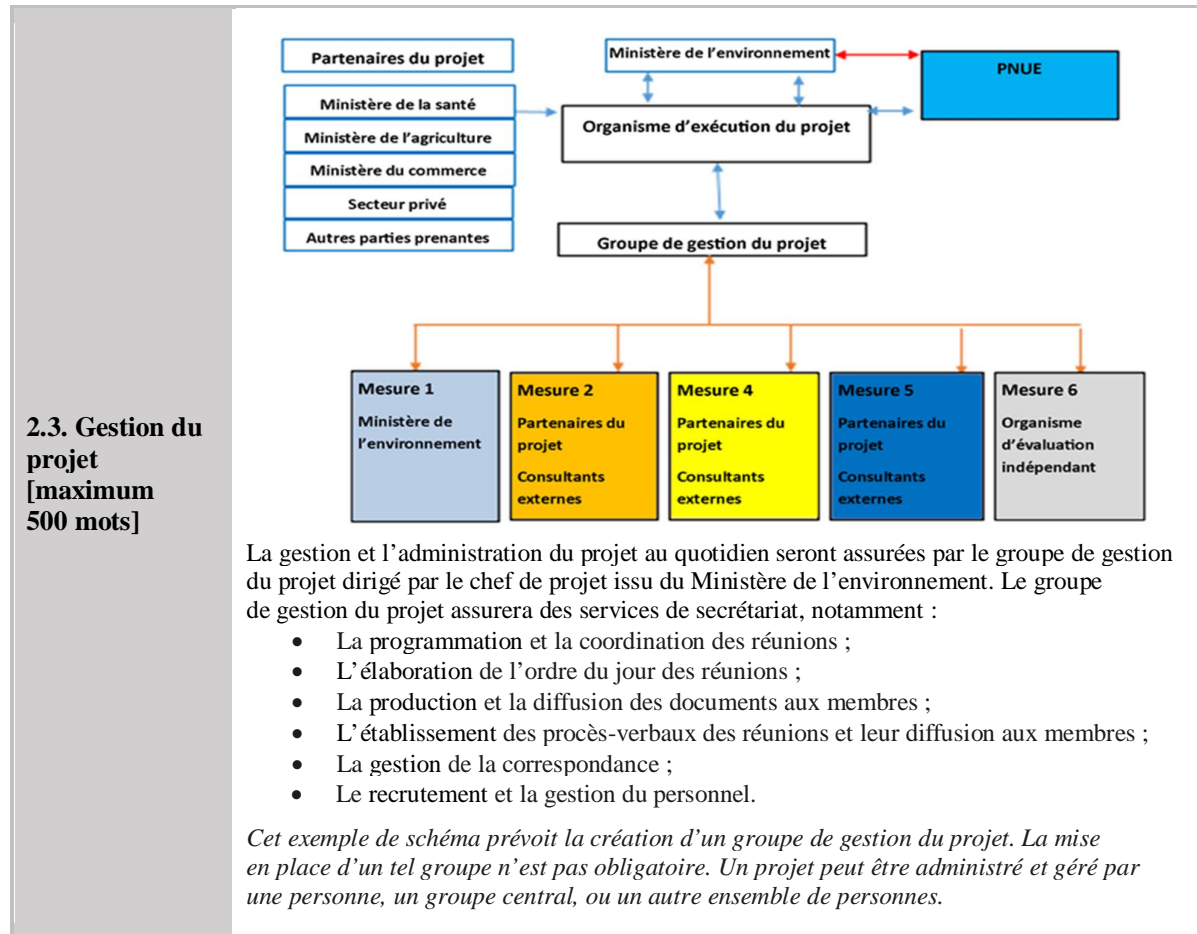 2.3. Gestion du
projet
[maximum
500 mots]
Partenaires du projet
Ministère de la santé
Ministère de l’agriculture
Ministère du commerce
Secteur privé
Autres parties prenantes
Ministère de l’environnement
PNUE
Organisme d’exécution du projet
Groupe de gestion du projet
Mesure 1
Ministère de
l’environnement
Mesure 2
Partenaires du
projet
Consultants
externes
Mesure 4
Partenaires du
projet
Consultants
externes
Mesure 5
Partenaires du
projet
Consultants
externes
Mesure 6
Organisme
d’évaluation
indépendant
La gestion et l’administration du projet au quotidien seront assurées par le groupe de gestion
du projet dirigé par le chef de projet issu du Ministère de l’environnement. Le groupe
de gestion du projet assurera des services de secrétariat, notamment :
• La programmation et la coordination des réunions ;
• L’élaboration de l’ordre du jour des réunions ;
• La production et la diffusion des documents aux membres ;
• L’établissement des procès-verbaux des réunions et leur diffusion aux membres ;
• La gestion de la correspondance ;
• Le recrutement et la gestion du personnel.
Cet exemple de schéma prévoit la création d’un groupe de gestion du projet. La mise
en place d’un tel groupe n’est pas obligatoire. Un projet peut être administré et géré par
une personne, un groupe central, ou un autre ensemble de personnes.